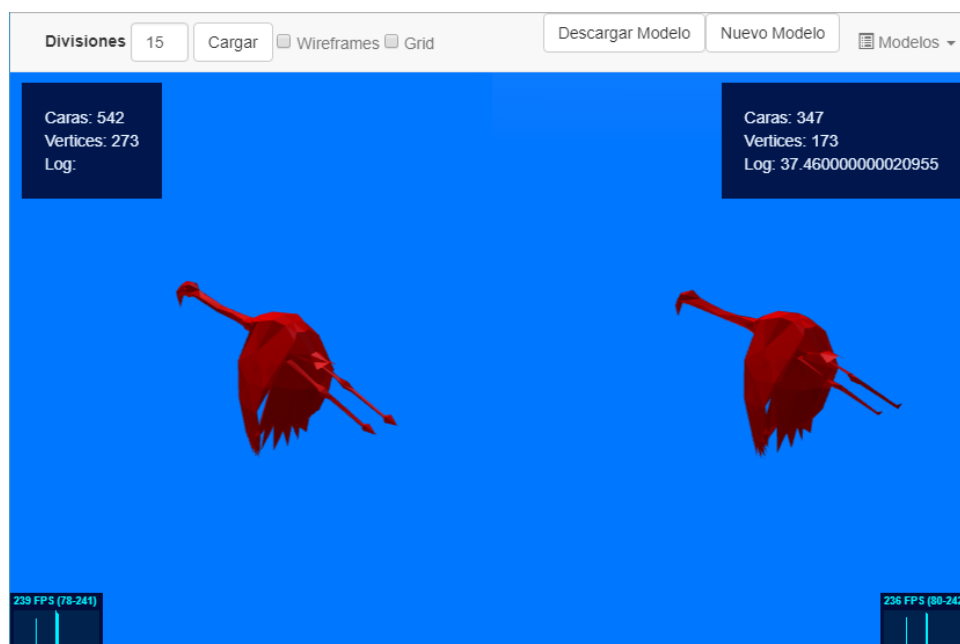 Divisiones 15 Cargar Wireframes Grid Descargar Modelo Nuevo Modelo Modelos
Caras: 542
Vertices: 273
Log:
Caras: 347
Vertices: 173
Log: 37.460000000020955
239 FPS (78-241)
236 FPS (80-242